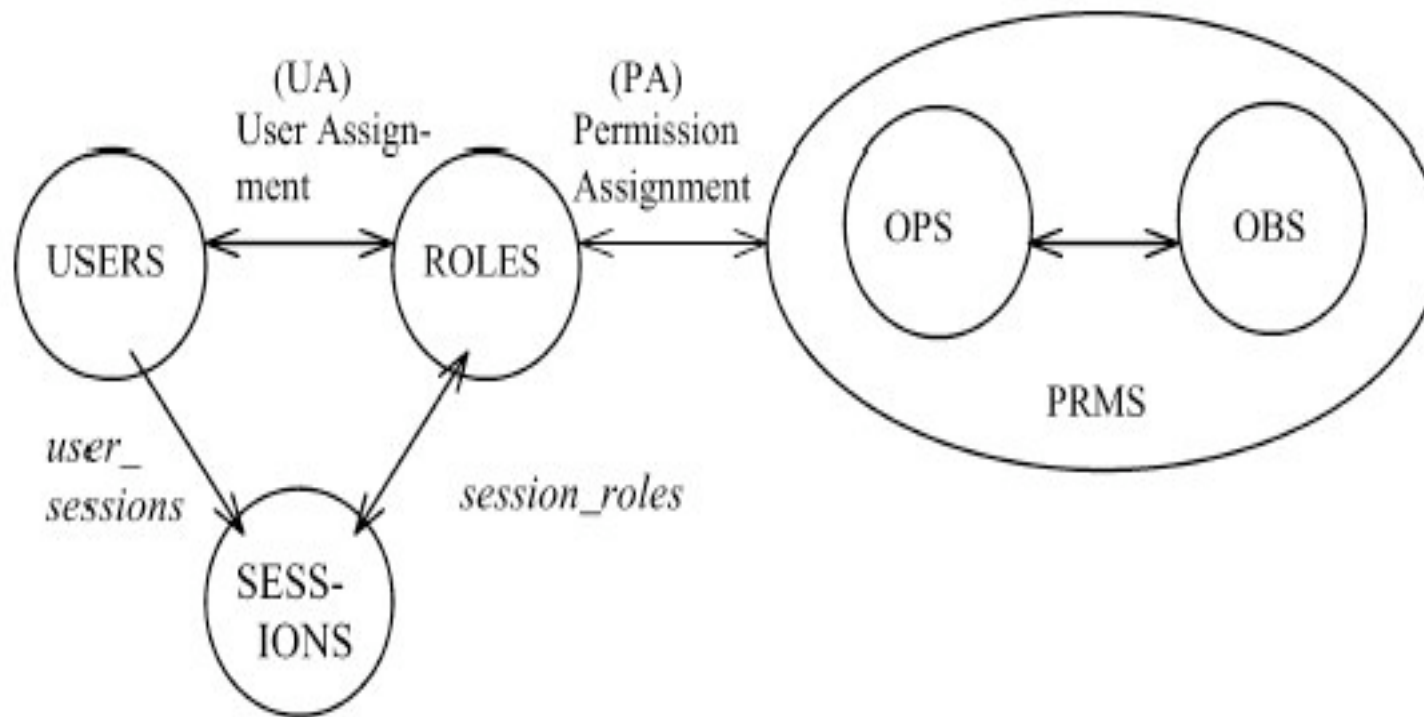 (UA)
User Assign-
ment
(PA)
Permission
Assignment
USERS
ROLES
OPS
OBS
PRMS
user_
sessions
session_roles
SESS-
IONS